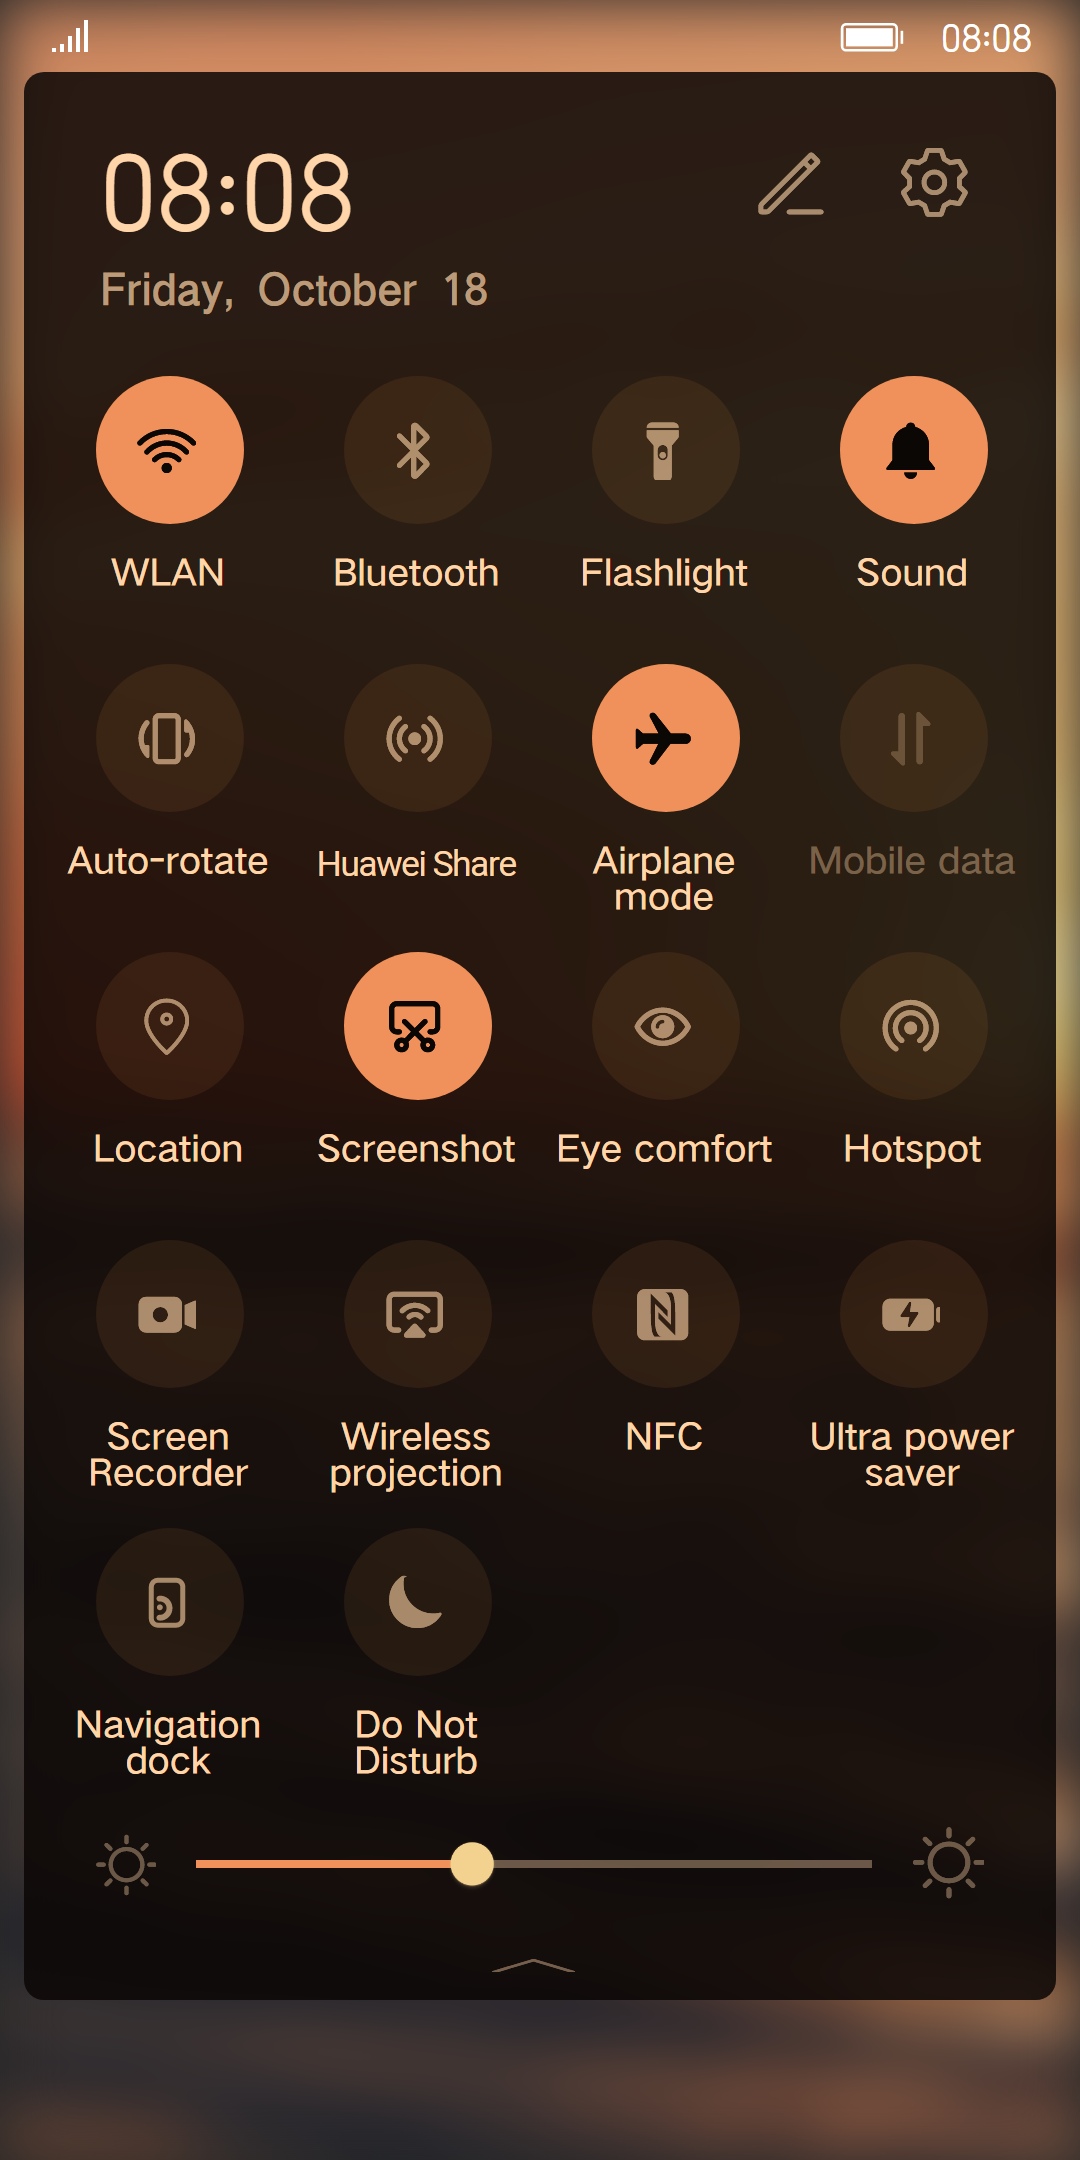 08:08
08:08
Friday, October 18
WLAN
Bluetooth
Flashlight
Sound
Auto-rotate
Huawei Share
Airplane
mode
Mobile data
Location
Screenshot
Eye comfort
Hotspot
Screen
Recorder
Wireless
projection
NFC
Ultra power
saver
Navigation
dock
Do Not
Disturb